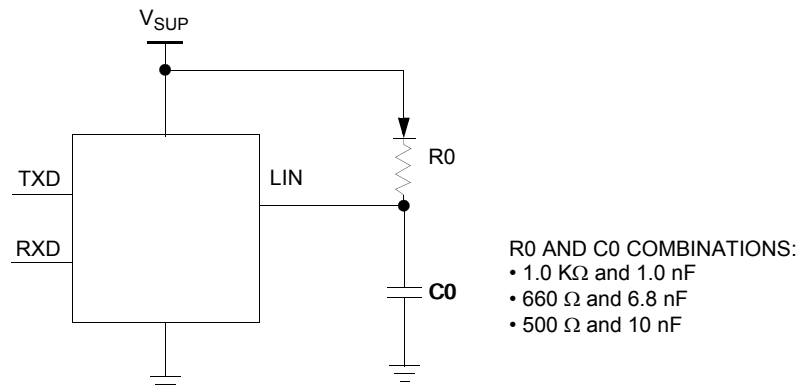 VSUP
R0
TXD
LIN
RXD
C0
R0 AND C0 COMBINATIONS:
• 1.0 KΩ and 1.0 nF
• 660 Ω and 6.8 nF
• 500 Ω and 10 nF